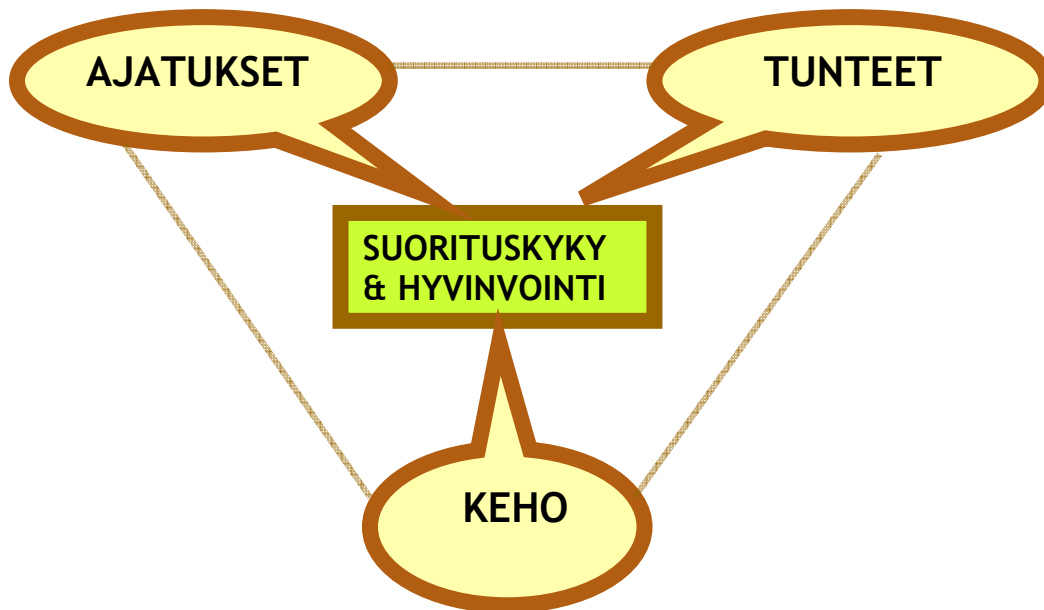 AJATUKSET
TUNTEET
SUORITUSKYKY
& HYVINVOINTI
KEHO